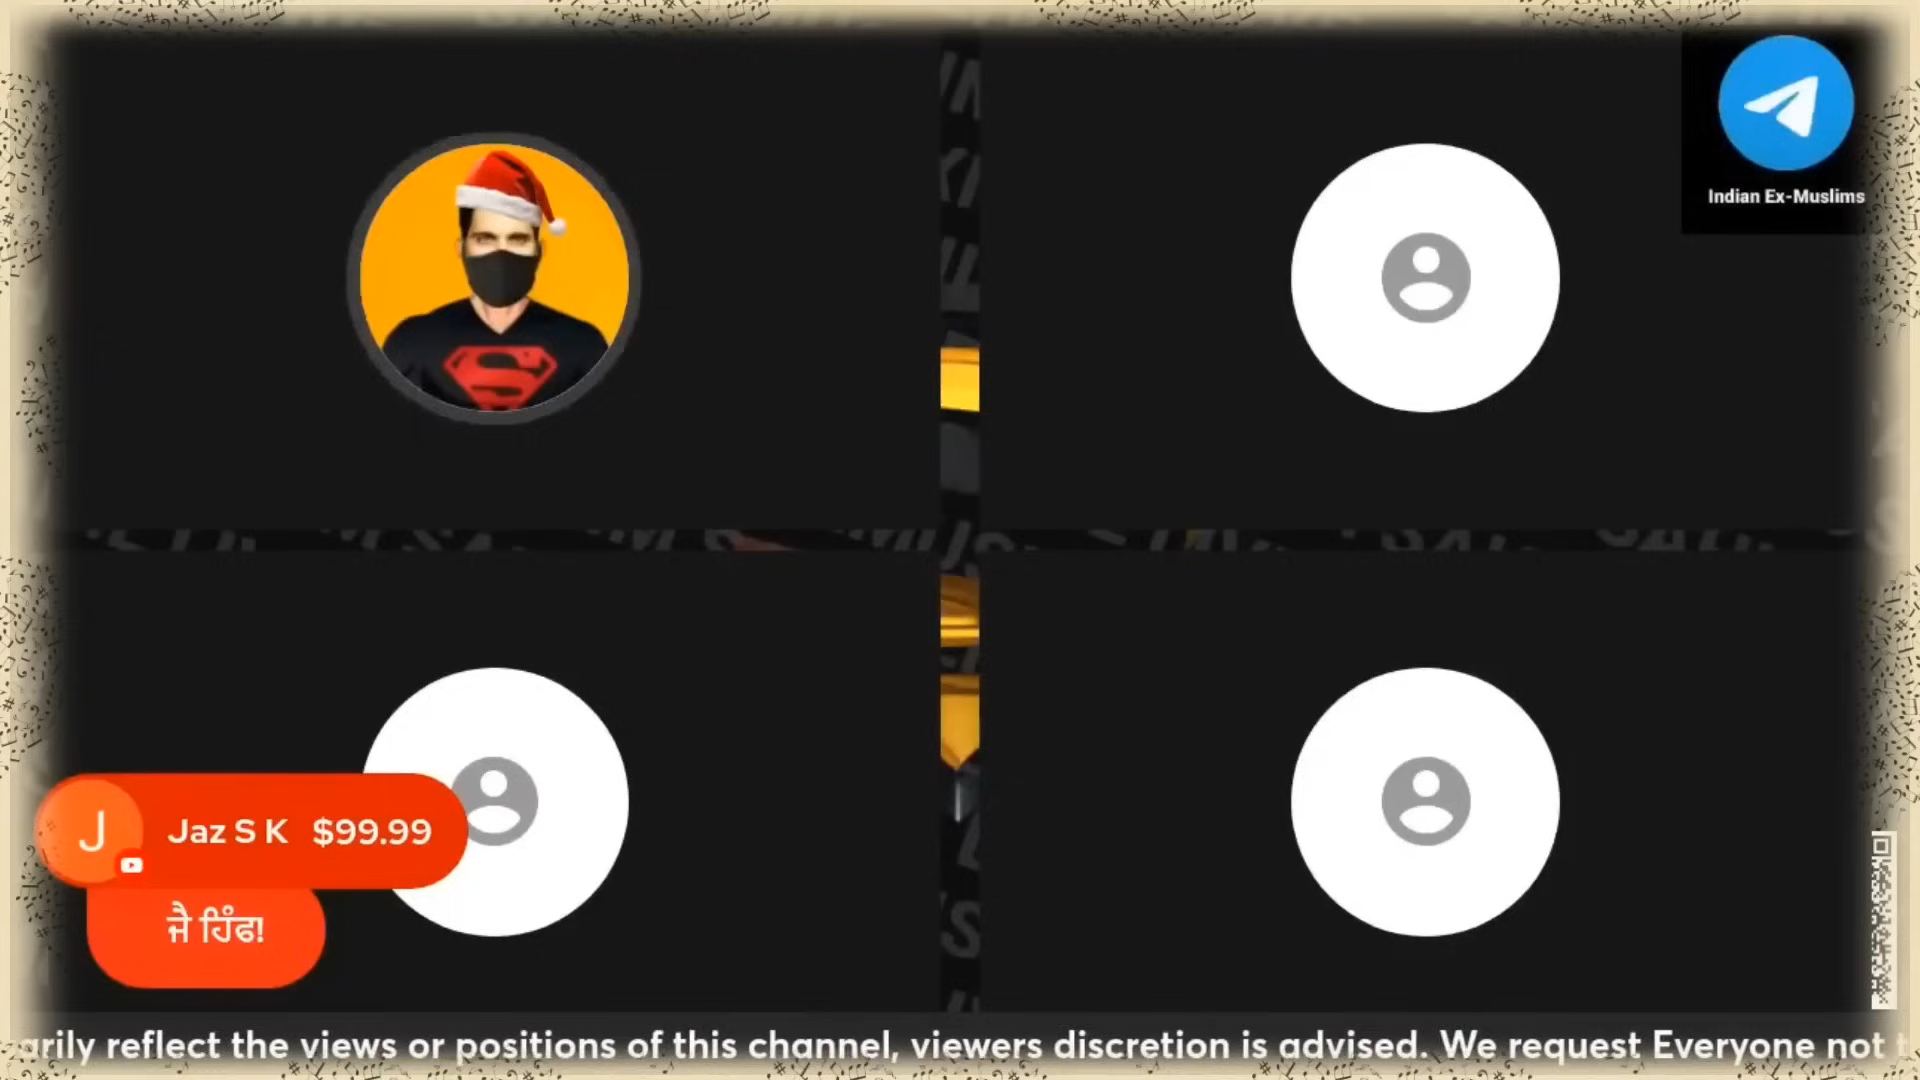 Indian Ex-Muslims
J
Jaz S K $99.99
ਜੈ ਹਿੰਫ!
arily reflect the views or positions of this channel, viewers discretion is advised. We request Everyone not t